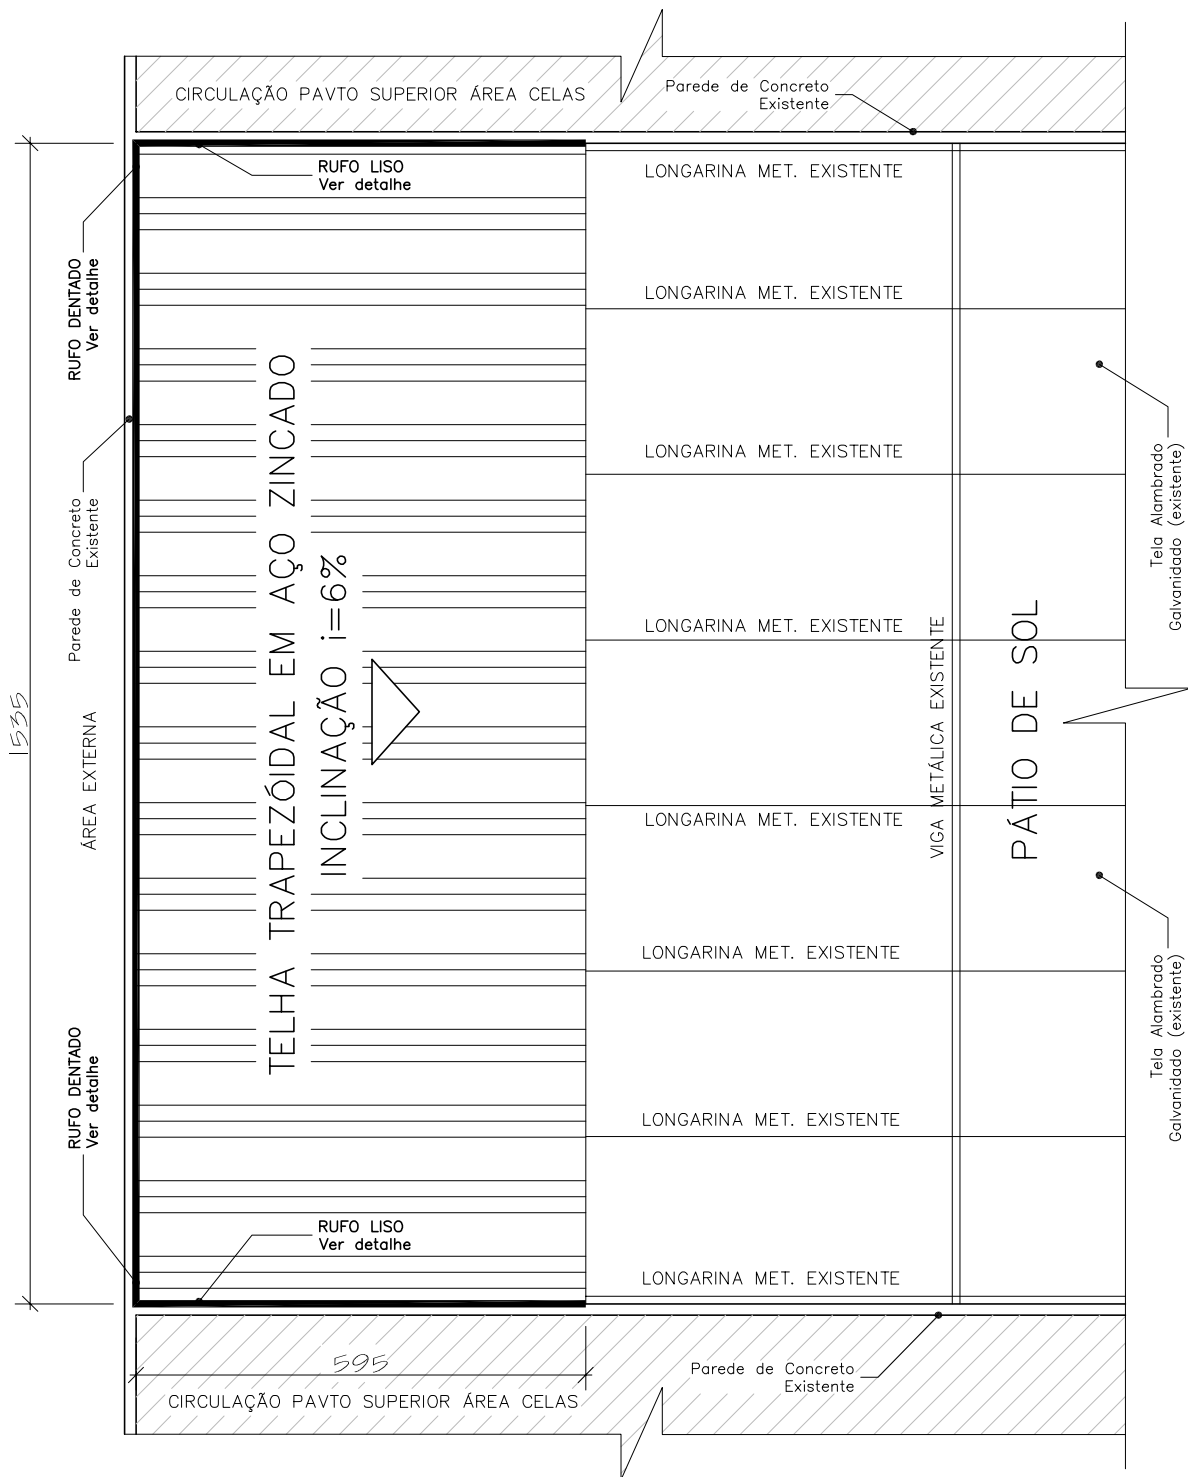 CIRCULAÇÃO PAVTO SUPERIOR ÁREA CELAS
Parede de Concreto
Existente
RUFO LISO
Ver detalhe
LONGARINA MET. EXISTENTE
RUFO DENTADO
Ver detalhe
LONGARINA MET. EXISTENTE
TELHA TRAPEZÓIDAL EM AÇO ZINCADO
INCLINAÇÃO i=6%
LONGARINA MET. EXISTENTE
Tela Alambrado
Galvanidado (existente)
Parede de Concreto
Existente
LONGARINA MET. EXISTENTE
VIGA METÁLICA EXISTENTE
PÁTIO DE SOL
1535
ÁREA EXTERNA
LONGARINA MET. EXISTENTE
LONGARINA MET. EXISTENTE
Tela Alambrado
Galvanidado (existente)
RUFO DENTADO
Ver detalhe
LONGARINA MET. EXISTENTE
RUFO LISO
Ver detalhe
LONGARINA MET. EXISTENTE
595
Parede de Concreto
Existente
CIRCULAÇÃO PAVTO SUPERIOR ÁREA CELAS